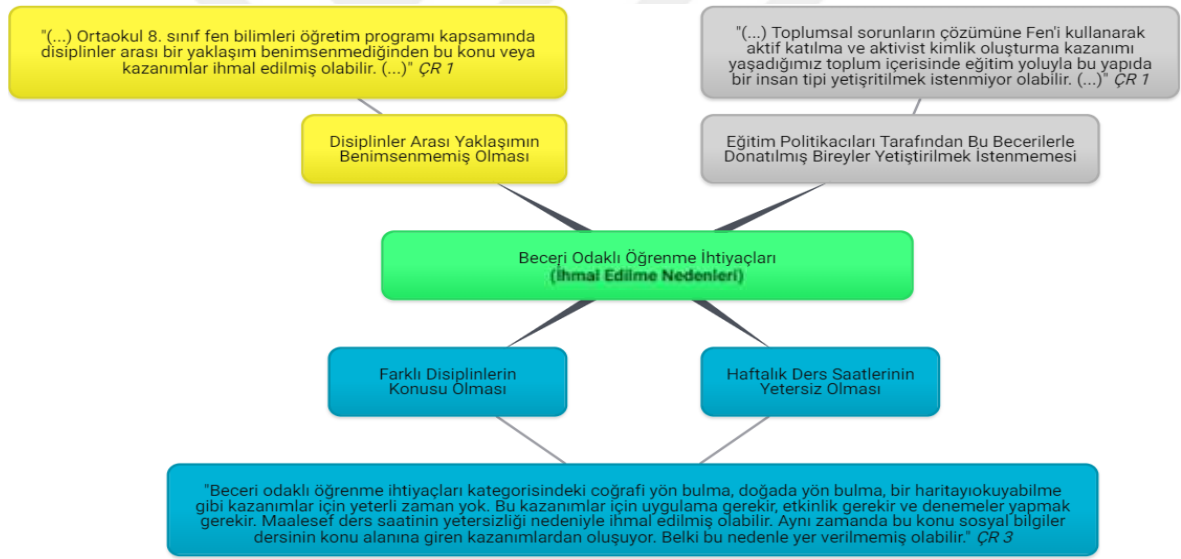 "(...) Ortaokul 8. sınıf fen bilimleri öğretim programı kapsamında
disiplinler arası bir yaklaşım benimsenmediğinden bu konu veya
kazanımlar ihmal edilmiş olabilir. (...)" ÇR 1
"(...) Toplumsal sorunların çözümüne Fen'i kullanarak
aktif katılma ve aktivist kimlik oluşturma kazanımı
yaşadığımız toplum içerisinde eğitim yoluyla bu yapıda
bir insan tipi yetişritilmek istenmiyor olabilir. (...)" ÇR 1
Disiplinler Arası Yaklaşımın
Benimsenmemiş Olması
Eğitim Politikacıları Tarafından Bu Becerilerle
Donatılmış Bireyler Yetiştirilmek İstenmemesi
Beceri Odaklı Öğrenme İhtiyaçları
(İhmal Edilme Nedenleri)
Farklı Disiplinlerin
Konusu Olması
Haftalık Ders Saatlerinin
Yetersiz Olması
"Beceri odaklı öğrenme ihtiyaçları kategorisindeki coğrafi yön bulma, doğada yön bulma, bir haritayıokuyabilme
gibi kazanımlar için yeterli zaman yok. Bu kazanımlar için uygulama gerekir, etkinlik gerekir ve denemeler yapmak
gerekir. Maalesef ders saatinin yetersizliği nedeniyle ihmal edilmiş olabilir. Aynı zamanda bu konu sosyal bilgiler
dersinin konu alanına giren kazanımlardan oluşuyor. Belki bu nedenle yer verilmemiş olabilir." ÇR 3